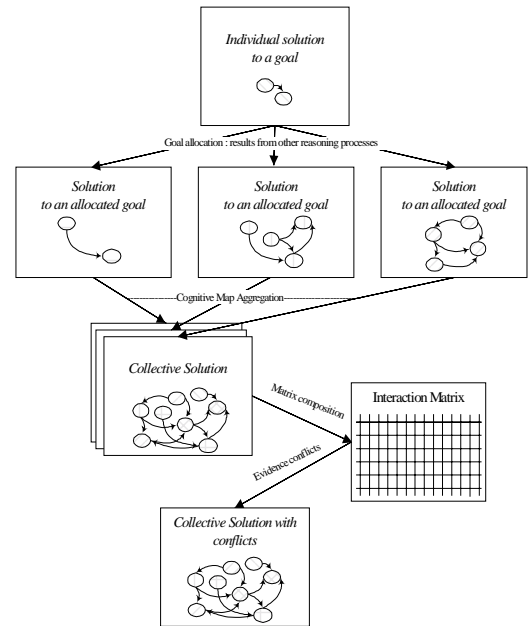 Individual solution
to a goal
Goal allocation : results from other reasoning processes
Solution
to an allocated goal
Solution
to an allocated goal
Solution
to an allocated goal
Cognitive Map Aggregation
Collective Solution
Matrix composition
Interaction Matrix
Evidence conflicts
Collective Solution with
conflicts